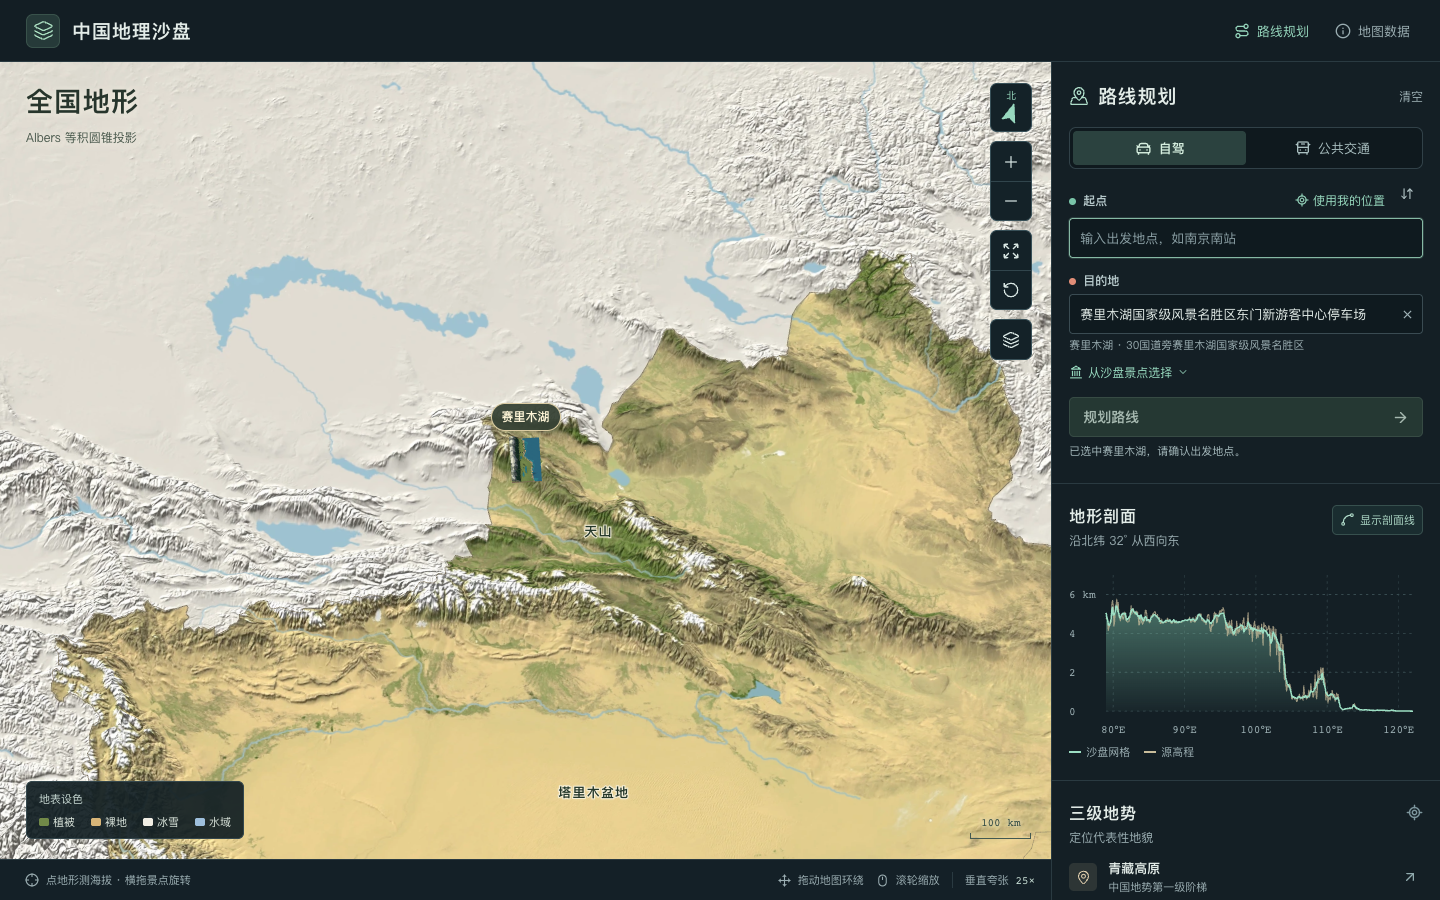 中国地理沙盘
路线规划
地图数据
全国地形
Albers 等积圆锥投影
北
赛里木湖
天山
塔里木盆地
地表设色
植被 裸地 冰雪 水域
100 km
点地形测海拔 · 横拖景点旋转
拖动地图环绕
滚轮缩放
垂直夸张 25×
路线规划
清空
自驾
公共交通
起点
使用我的位置
输入出发地点，如南京南站
目的地
赛里木湖国家级风景名胜区东门新游客中心停车场
赛里木湖 · 30国道旁赛里木湖国家级风景名胜区
从沙盘景点选择
规划路线
已选中赛里木湖，请确认出发地点。
地形剖面
显示剖面线
沿北纬 32° 从西向东
6 km
4
2
0
80°E 90°E 100°E 110°E 120°E
沙盘网格 源高程
三级地势
定位代表性地貌
青藏高原
中国地势第一级阶梯